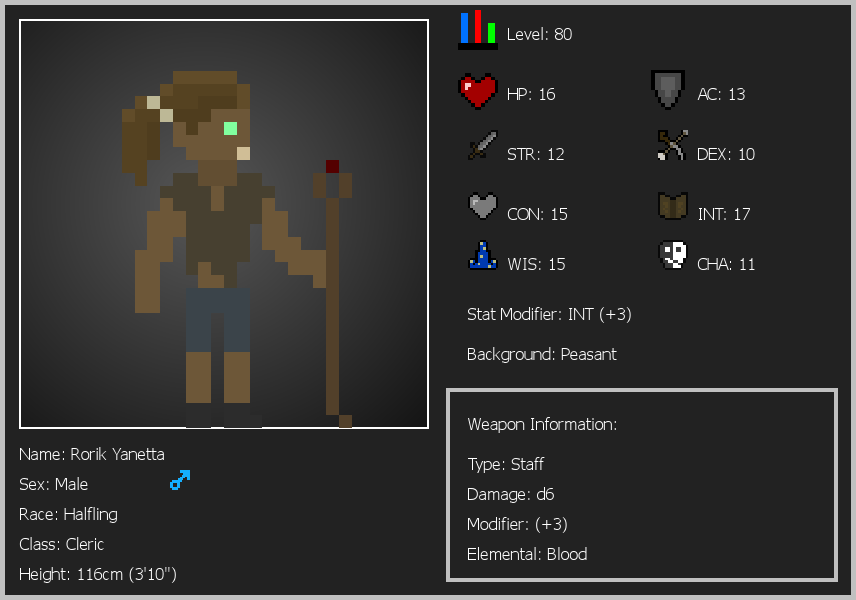 Level: 80
HP: 16
AC: 13
STR: 12
DEX: 10
CON: 15
INT: 17
WIS: 15
CHA: 11
Stat Modifier: INT (+3)
Background: Peasant
Weapon Information:
Type: Staff
Damage: d6
Modifier: (+3)
Elemental: Blood
Name: Rorik Yanetta
Sex: Male
Race: Halfling
Class: Cleric
Height: 116cm (3'10")